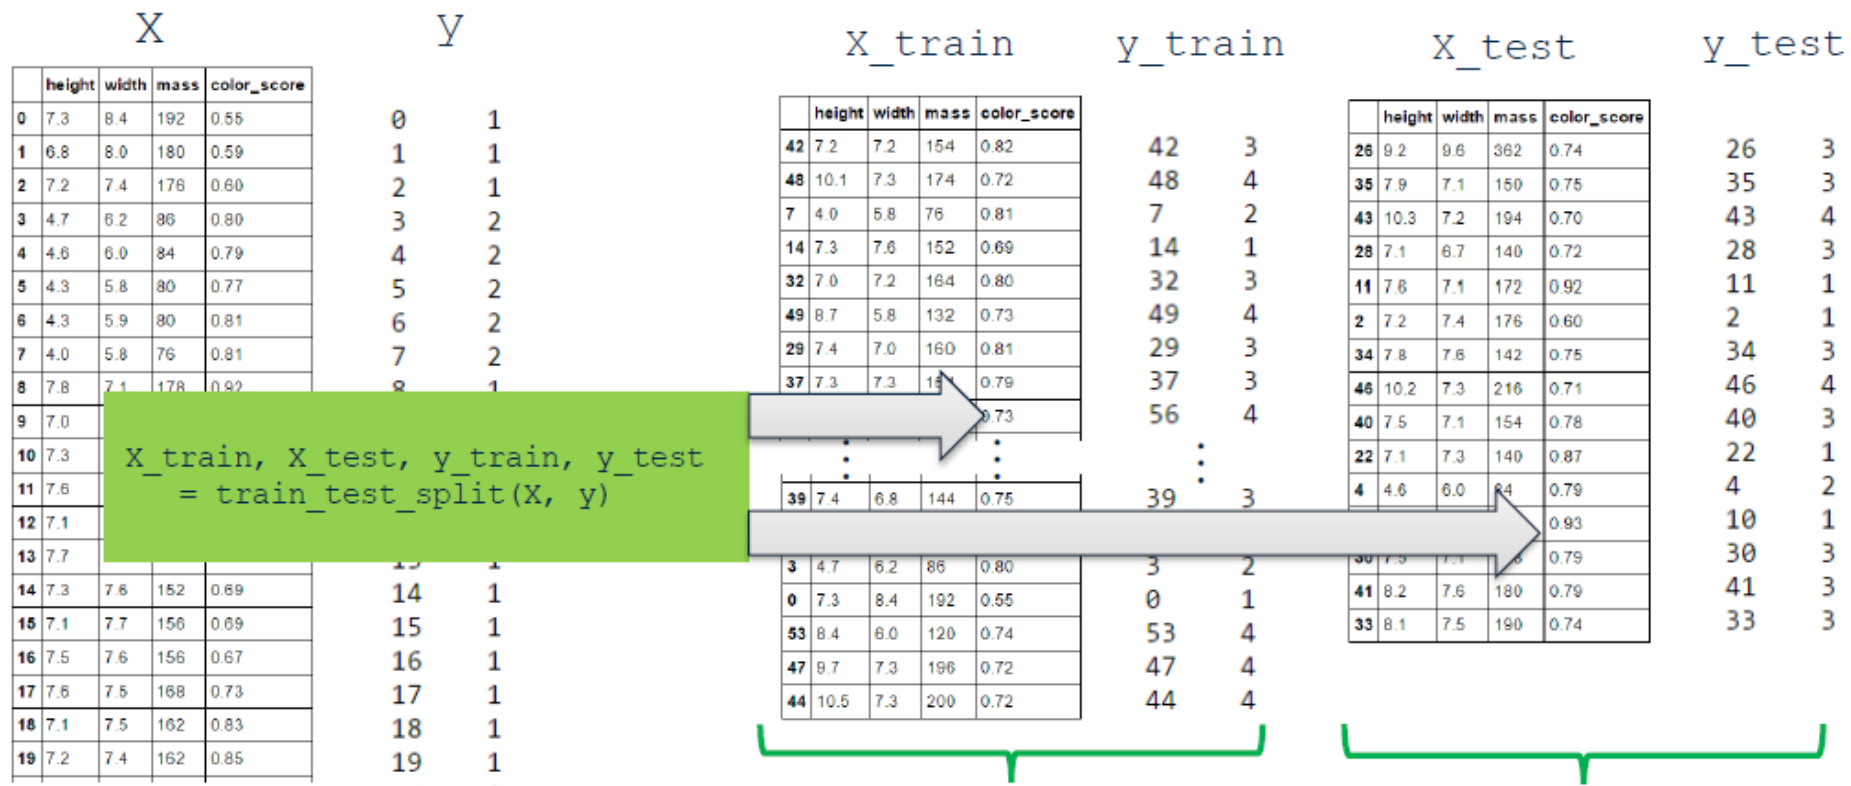 X y
height width mass color_score
0 7.3 8.4 192 0.55 0 1
1 6.8 8.0 180 0.59 1 1
2 7.2 7.4 176 0.60 2 1
3 4.7 6.2 86 0.80 3 2
4 4.6 6.0 84 0.79 4 2
5 4.3 5.8 80 0.77 5 2
6 4.3 5.9 80 0.81 6 2
7 4.0 5.8 76 0.81 7 2
8 7.8 7.1 178 0.92 8 1
9 7.0
10 7.3
11 7.6
12 7.1
13 7.7
14 7.3 7.6 152 0.69 14 1
15 7.1 7.7 156 0.69 15 1
16 7.5 7.6 156 0.67 16 1
17 7.6 7.5 168 0.73 17 1
18 7.1 7.5 162 0.83 18 1
19 7.2 7.4 162 0.85 19 1
X_train, X_test, y_train, y_test
= train_test_split(X, y)
X_train y_train
height width mass color_score
42 7.2 7.2 154 0.82 42 3
48 10.1 7.3 174 0.72 48 4
7 4.0 5.8 76 0.81 7 2
14 7.3 7.6 152 0.69 14 1
32 7.0 7.2 164 0.80 32 3
49 8.7 5.8 132 0.73 49 4
29 7.4 7.0 160 0.81 29 3
37 7.3 7.3 0.79 37 3
0.73 56 4
39 7.4 6.8 144 0.75 39 3
3 4.7 6.2 86 0.80 3 2
0 7.3 8.4 192 0.55 0 1
53 8.4 6.0 120 0.74 53 4
47 9.7 7.3 196 0.72 47 4
44 10.5 7.3 200 0.72 44 4
X_test y_test
height width mass color_score
26 9.2 9.6 362 0.74 26 3
35 7.9 7.1 150 0.75 35 3
43 10.3 7.2 194 0.70 43 4
28 7.1 6.7 140 0.72 28 3
11 7.6 7.1 172 0.92 11 1
2 7.2 7.4 176 0.60 2 1
34 7.8 7.6 142 0.75 34 3
46 10.2 7.3 216 0.71 46 4
40 7.5 7.1 154 0.78 40 3
22 7.1 7.3 140 0.87 22 1
4 4.6 6.0 84 0.79 4 2
0.93 10 1
30 7.5 7.1 0.79 30 3
41 8.2 7.6 180 0.79 41 3
33 8.1 7.5 190 0.74 33 3